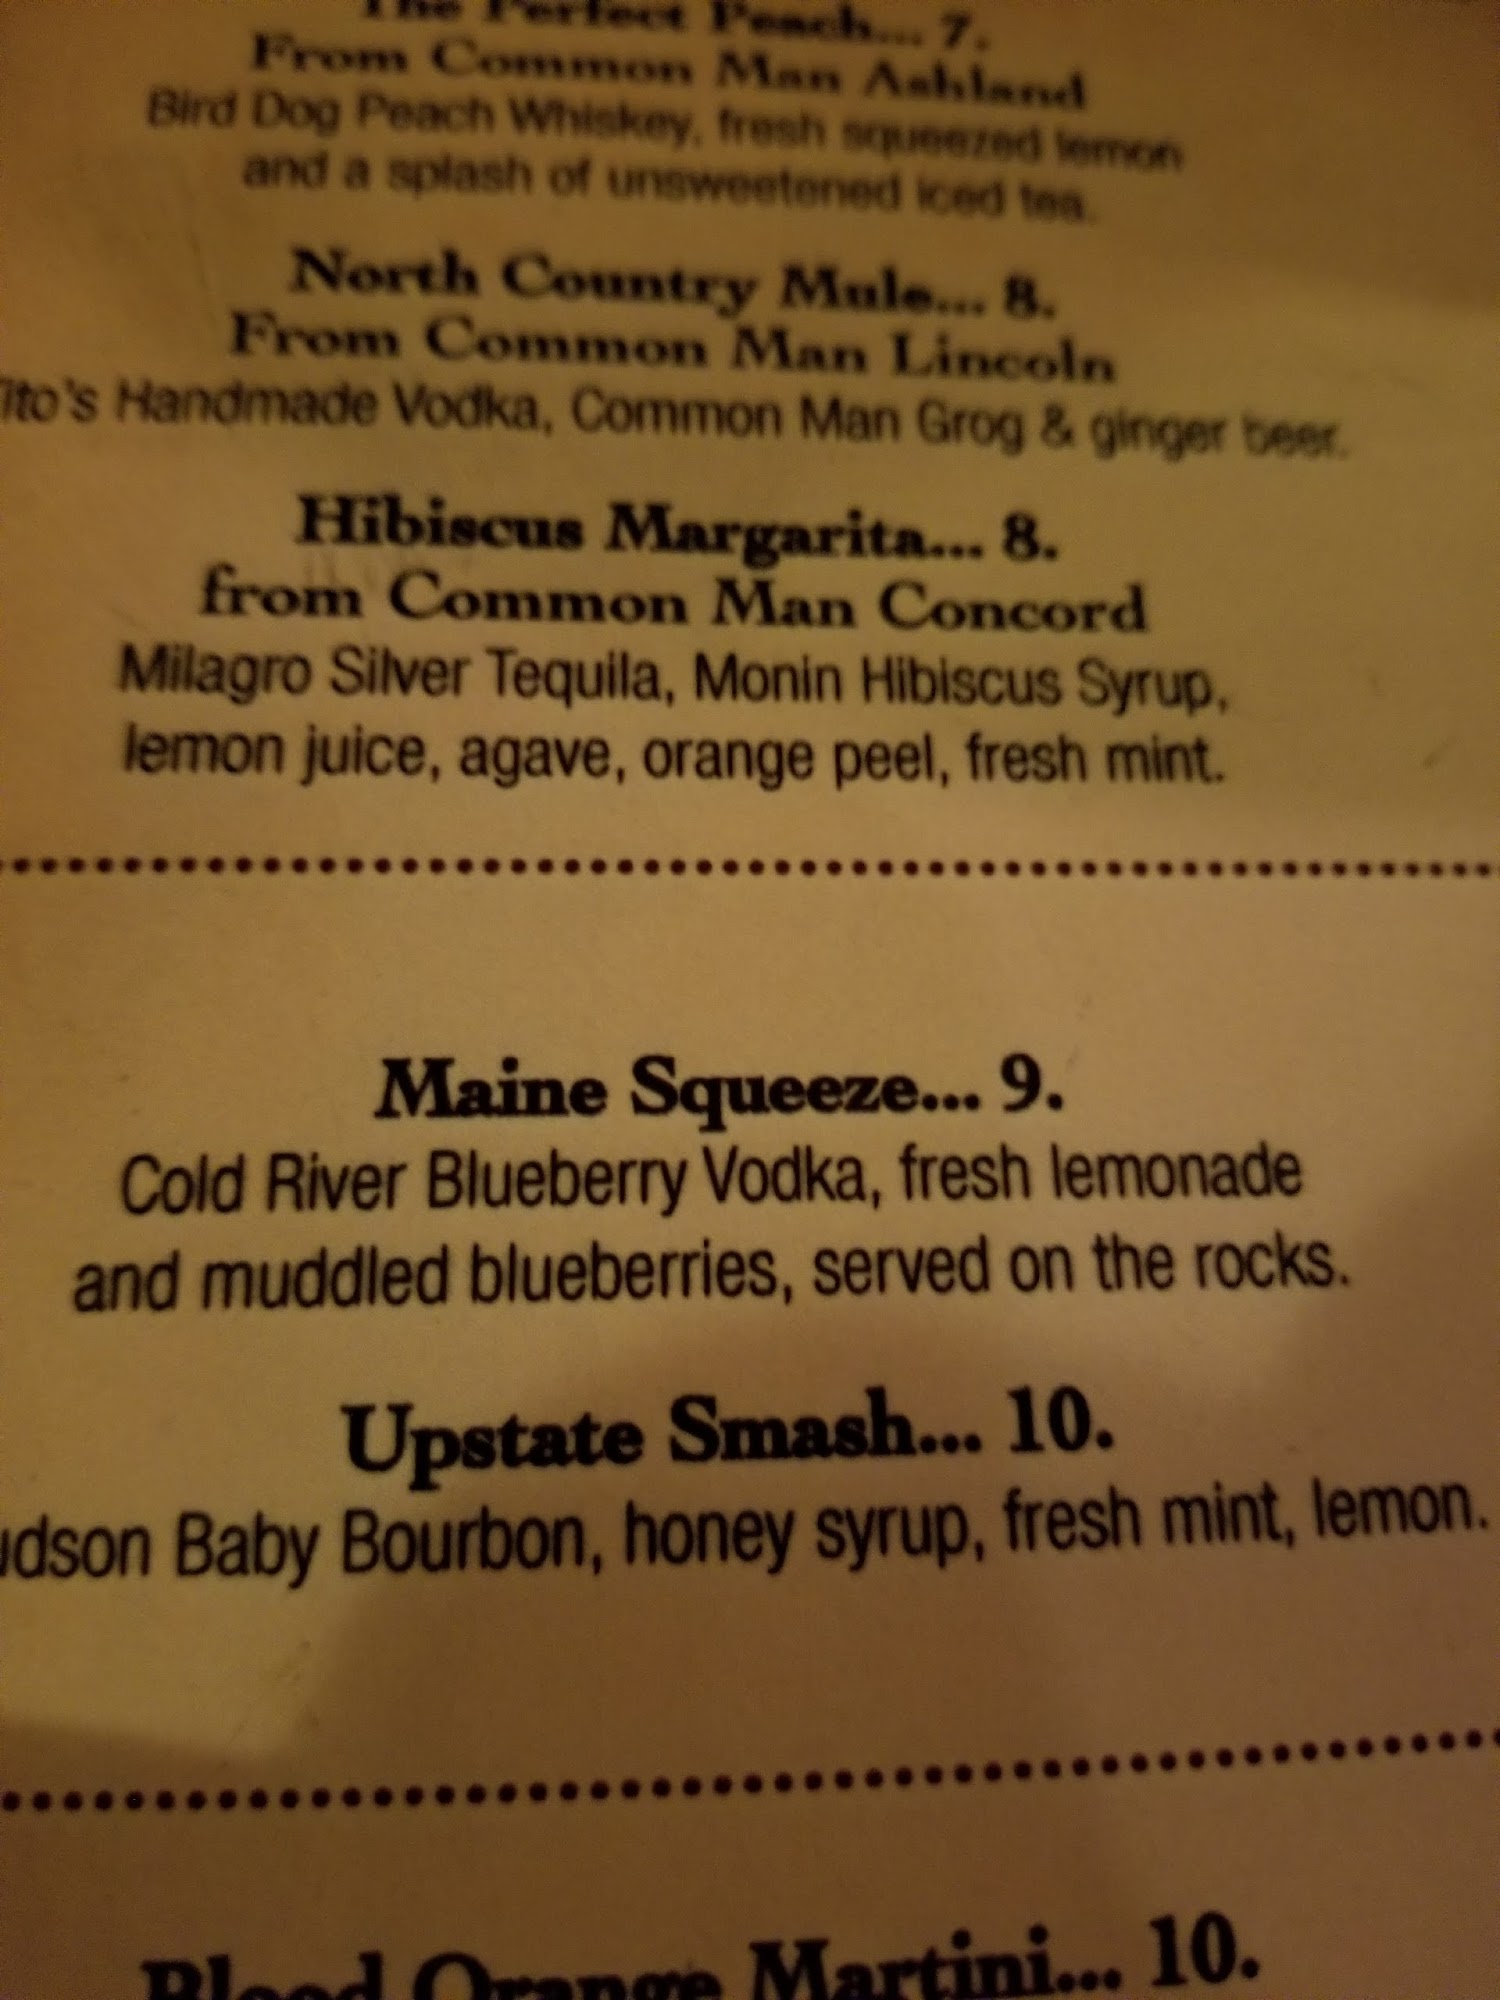 The Perfect Peach... 7.
From Common Man Ashland
Bird Dog Peach Whiskey, fresh squeezed lemon
and a splash of unsweetened iced tea.
North Country Mule... 8.
From Common Man Lincoln
Tito's Handmade Vodka, Common Man Grog & ginger beer.
Hibiscus Margarita... 8.
from Common Man Concord
Milagro Silver Tequila, Monin Hibiscus Syrup,
lemon juice, agave, orange peel, fresh mint.
Maine Squeeze... 9.
Cold River Blueberry Vodka, fresh lemonade
and muddled blueberries, served on the rocks.
Upstate Smash... 10.
udson Baby Bourbon, honey syrup, fresh mint, lemon.
Blood Orange Martini... 10.